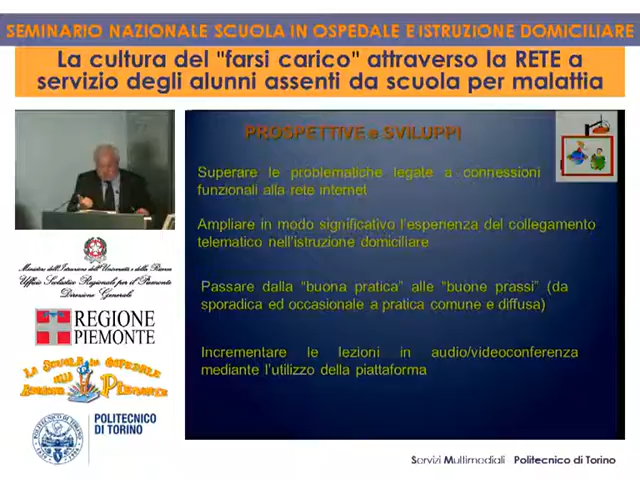 SEMINARIO NAZIONALE SCUOLA IN OSPEDALE E ISTRUZIONE DOMICILIARE
La cultura del "farsi carico" attraverso la RETE a
servizio degli alunni assenti da scuola per malattia
PROSPETTIVE e SVILUPPI
Superare le problematiche legate a connessioni
funzionali alla rete internet
Ampliare in modo significativo l'esperienza del collegamento
telematico nell'istruzione domiciliare
Passare dalla "buona pratica" alle "buone prassi" (da
sporadica ed occasionale a pratica comune e diffusa)
Incrementare le lezioni in audio/videoconferenza
mediante l'utilizzo della piattaforma
Ministero dell'Istruzione dell'Università e della Ricerca
Ufficio Scolastico Regionale per il Piemonte
Direzione Generale
REGIONE
PIEMONTE
La Scuola in Ospedale
Piemonte
POLITECNICO
DI TORINO
Servizi Multimediali Politecnico di Torino